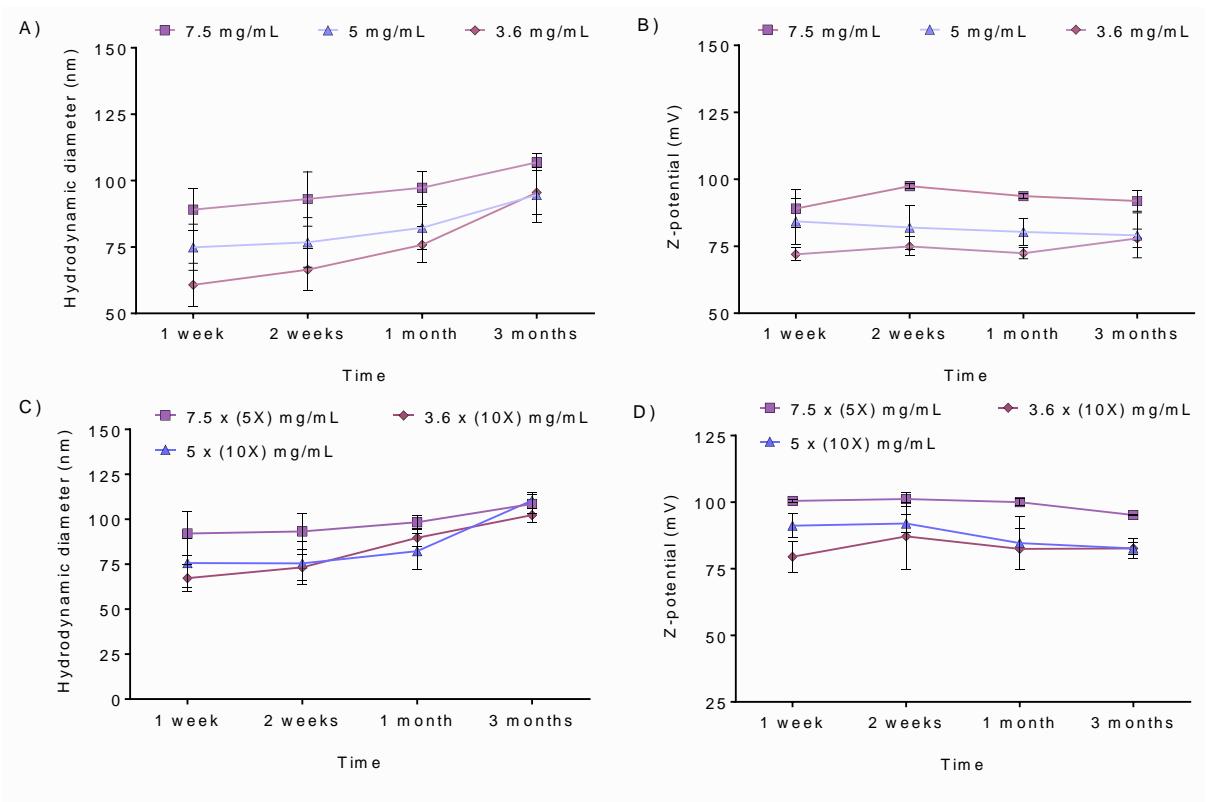 A)
7.5 mg/mL 5 mg/mL 3.6 mg/mL
150
125
100
75
50
Hydrodynamic diameter (nm)
1 week 2 weeks 1 month 3 months
Time
B)
7.5 mg/mL 5 mg/mL 3.6 mg/mL
150
125
100
75
50
Z-potential (mV)
1 week 2 weeks 1 month 3 months
Time
C)
7.5 x (5X) mg/mL 3.6 x (10X) mg/mL
5 x (10X) mg/mL
150
125
100
75
50
25
0
Hydrodynamic diameter (nm)
1 week 2 weeks 1 month 3 months
Time
D)
7.5 x (5X) mg/mL 3.6 x (10X) mg/mL
5 x (10X) mg/mL
125
100
75
50
25
Z-potential (mV)
1 week 2 weeks 1 month 3 months
Time